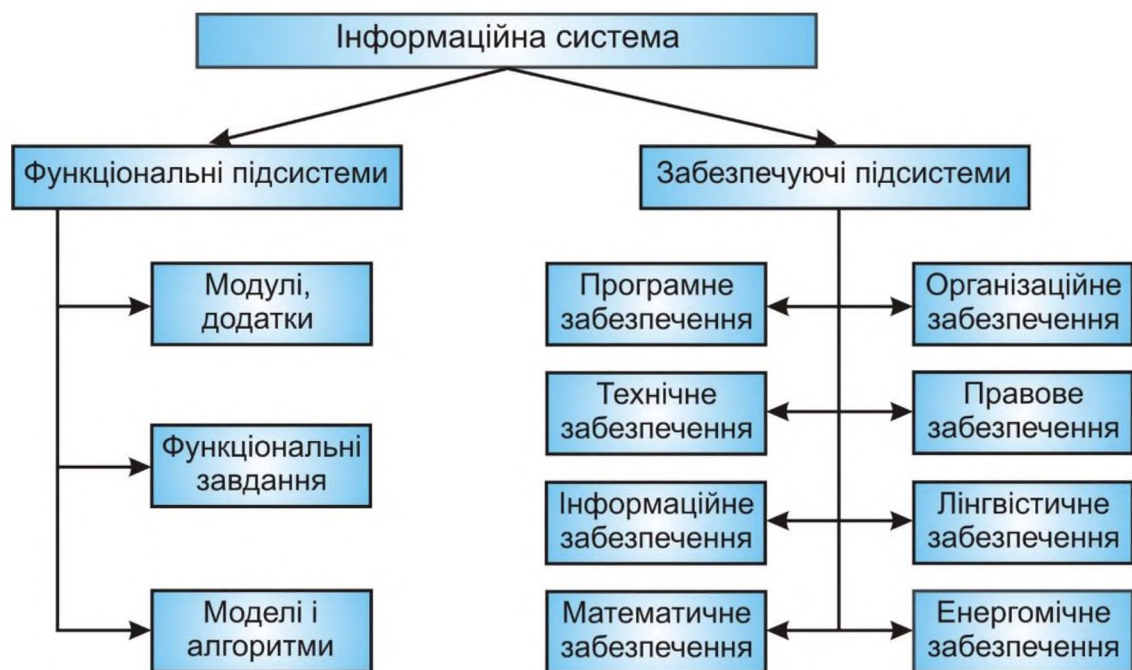 Інформаційна система
Функціональні підсистеми
Забезпечуючі підсистеми
Модулі,
додатки
Функціональні
завдання
Моделі і
алгоритми
Програмне
забезпечення
Організаційне
забезпечення
Технічне
забезпечення
Правове
забезпечення
Інформаційне
забезпечення
Лінгвістичне
забезпечення
Математичне
забезпечення
Енергомічне
забезпечення